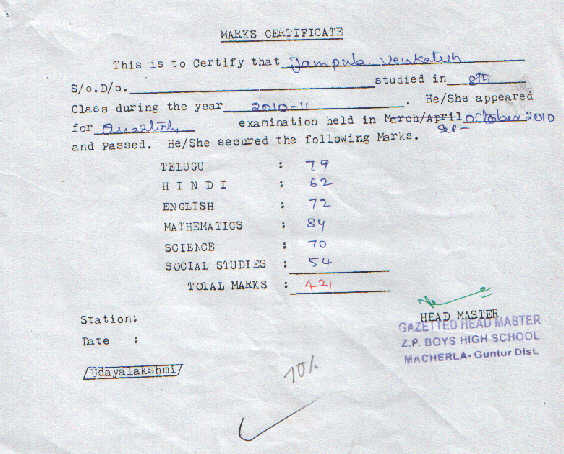 MARKS CERTIFICATE
This is to Certify that Jampula Venkatesh
S/o.D/o. studied in 8th
Class during the year 2010-11. He/She appeared
for Quarterly examination held in March/April October 2010
and Passed. He/She secured the following Marks.
TELUGU : 79
HINDI : 62
ENGLISH : 72
MATHEMATICS : 84
SCIENCE : 70
SOCIAL STUDIES : 54
TOTAL MARKS : 421
Station:
Date :
HEAD MASTER
GAZETTED HEAD MASTER
Z.P. BOYS HIGH SCHOOL
MACHERLA- Guntur Dist.
/Udayalakshmi/
70%